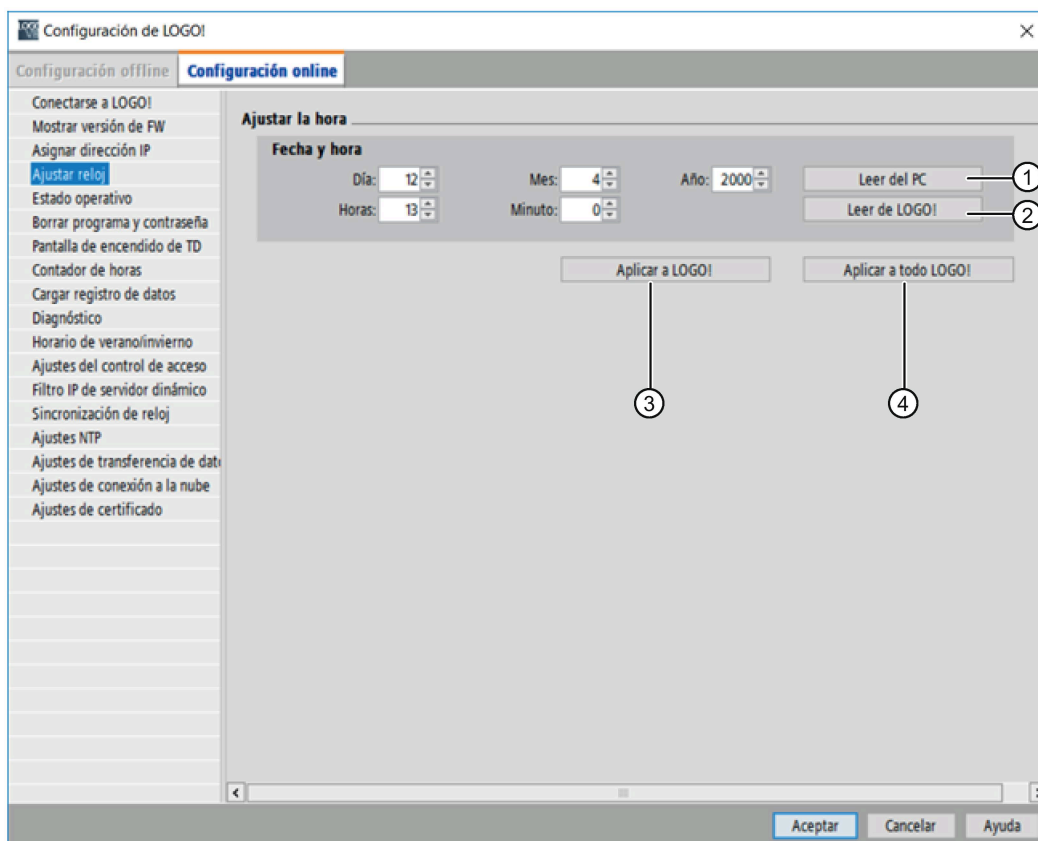 Configuración de LOGO!
Configuración offline Configuración online
Conectarse a LOGO!
Mostrar versión de FW
Asignar dirección IP
Ajustar reloj
Estado operativo
Borrar programa y contraseña
Pantalla de encendido de TD
Contador de horas
Cargar registro de datos
Diagnóstico
Horario de verano/invierno
Ajustes del control de acceso
Filtro IP de servidor dinámico
Sincronización de reloj
Ajustes NTP
Ajustes de transferencia de dat
Ajustes de conexión a la nube
Ajustes de certificado
Ajustar la hora
Fecha y hora
Día: 12 Mes: 4 Año: 2000 Leer del PC 1
Horas: 13 Minuto: 0 Leer de LOGO! 2
Aplicar a LOGO! Aplicar a todo LOGO!
3 4
Aceptar Cancelar Ayuda